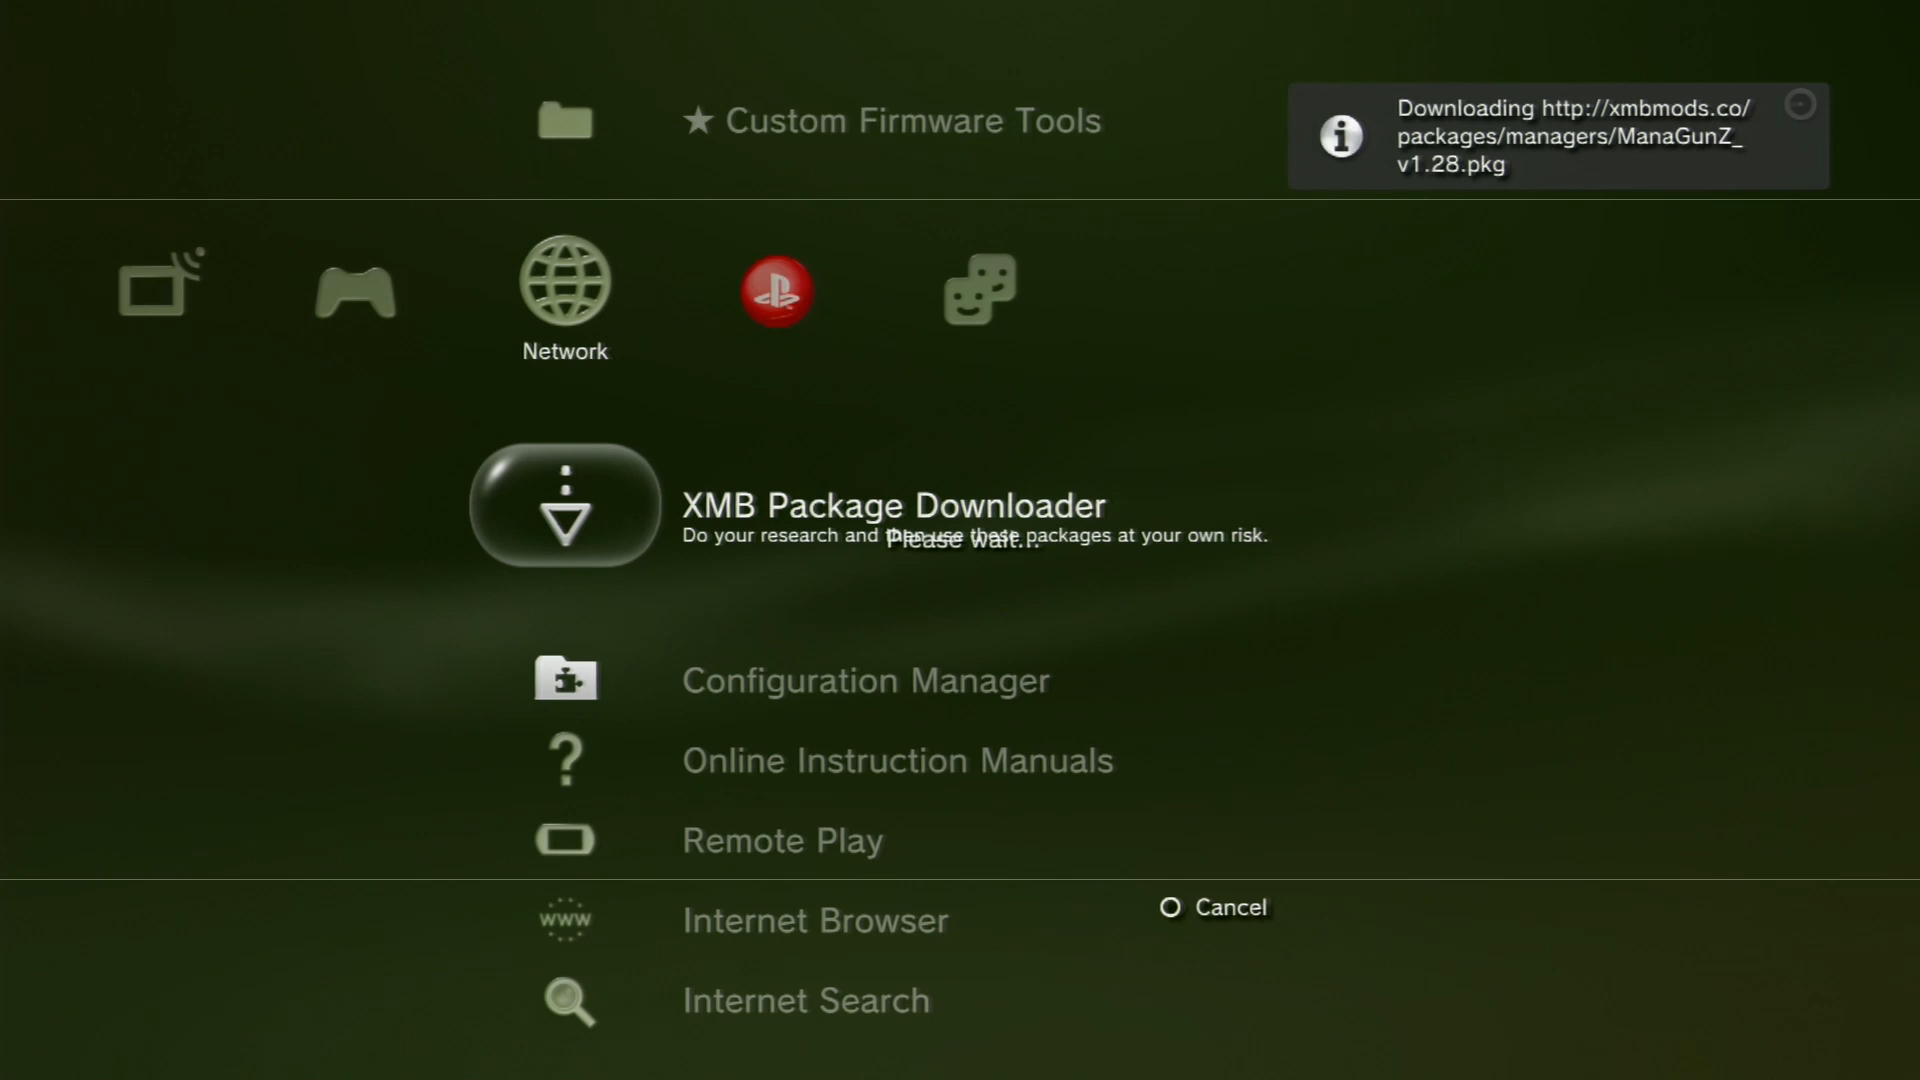 ★ Custom Firmware Tools
Downloading http://xmbmods.co/
packages/managers/ManaGunZ_
v1.28.pkg
Network
XMB Package Downloader
Do your research and then use these packages at your own risk.
Please wait...
Configuration Manager
Online Instruction Manuals
Remote Play
www Internet Browser
Cancel
Internet Search